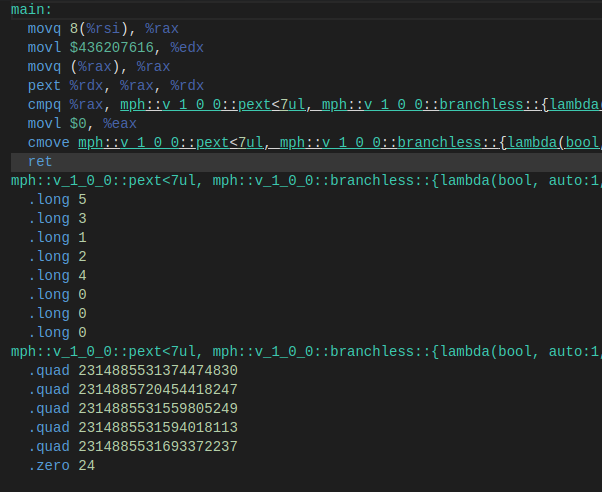 main:
movq 8(%rsi), %rax
movl $436207616, %edx
movq (%rax), %rax
pext %rdx, %rax, %rdx
cmpq %rax, mph::v_1_0_0::pext<7ul, mph::v_1_0_0::branchless::{lambda(
movl $0, %eax
cmove mph::v_1_0_0::pext<7ul, mph::v_1_0_0::branchless::{lambda(bool,
ret
mph::v_1_0_0::pext<7ul, mph::v_1_0_0::branchless::{lambda(bool, auto:1,
.long 5
.long 3
.long 1
.long 2
.long 4
.long 0
.long 0
.long 0
mph::v_1_0_0::pext<7ul, mph::v_1_0_0::branchless::{lambda(bool, auto:1,
.quad 2314885531374474830
.quad 2314885720454418247
.quad 2314885531559805249
.quad 2314885531594018113
.quad 2314885531693372237
.zero 24